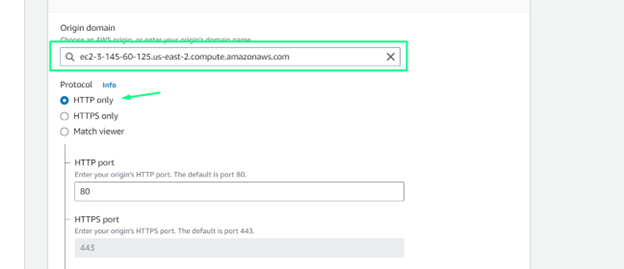 Origin domain
Choose an AWS origin, or enter your origin's domain name.
ec2-3-145-60-125.us-east-2.compute.amazonaws.com
Protocol Info
HTTP only
HTTPS only
Match viewer
HTTP port
Enter your origin's HTTP port. The default is port 80.
80
HTTPS port
Enter your origin's HTTPS port. The default is port 443.
443